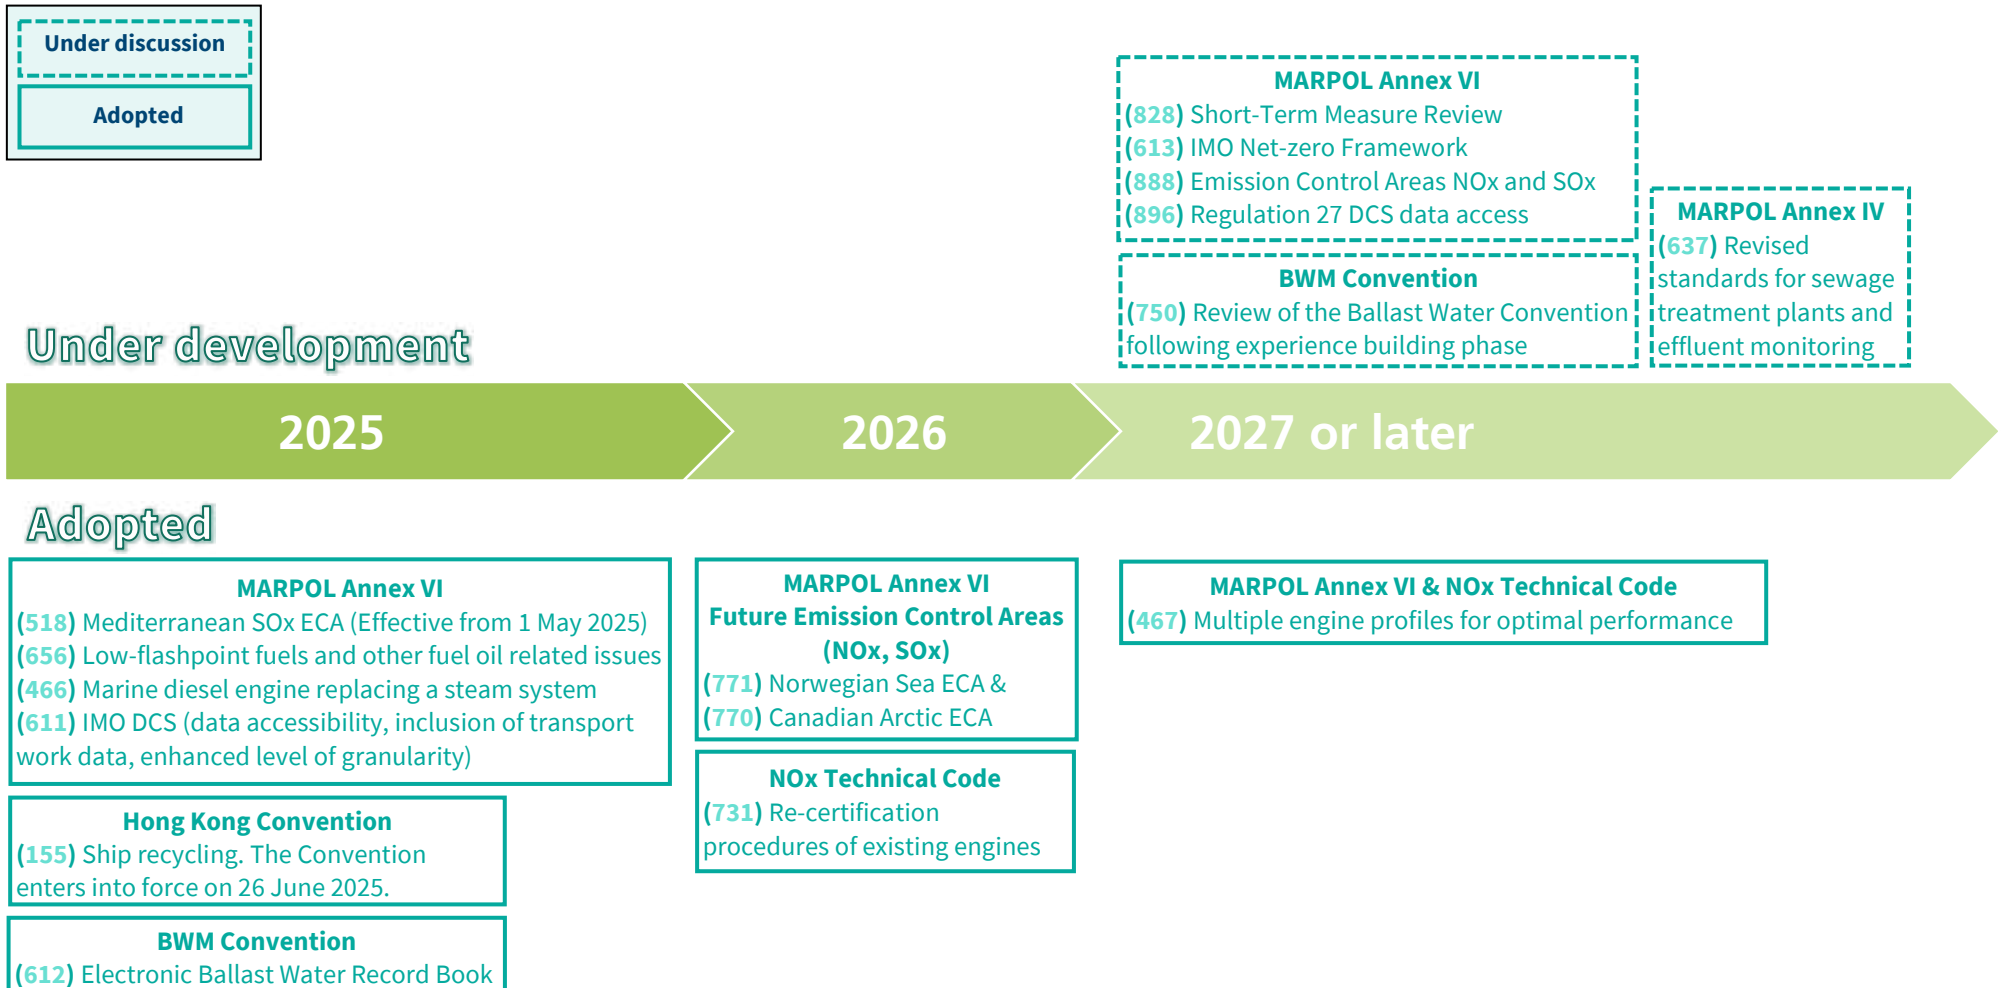 Under discussion
Adopted
MARPOL Annex VI
(828) Short-Term Measure Review
(613) IMO Net-zero Framework
(888) Emission Control Areas NOx and SOx
(896) Regulation 27 DCS data access
BWM Convention
(750) Review of the Ballast Water Convention
following experience building phase
MARPOL Annex IV
(637) Revised
standards for sewage
treatment plants and
effluent monitoring
Under development
2025
2026
2027 or later
Adopted
MARPOL Annex VI
(518) Mediterranean SOx ECA (Effective from 1 May 2025)
(656) Low-flashpoint fuels and other fuel oil related issues
(466) Marine diesel engine replacing a steam system
(611) IMO DCS (data accessibility, inclusion of transport
work data, enhanced level of granularity)
Hong Kong Convention
(155) Ship recycling. The Convention
enters into force on 26 June 2025.
BWM Convention
(612) Electronic Ballast Water Record Book
MARPOL Annex VI
Future Emission Control Areas
(NOx, SOx)
(771) Norwegian Sea ECA &
(770) Canadian Arctic ECA
NOx Technical Code
(731) Re-certification
procedures of existing engines
MARPOL Annex VI & NOx Technical Code
(467) Multiple engine profiles for optimal performance